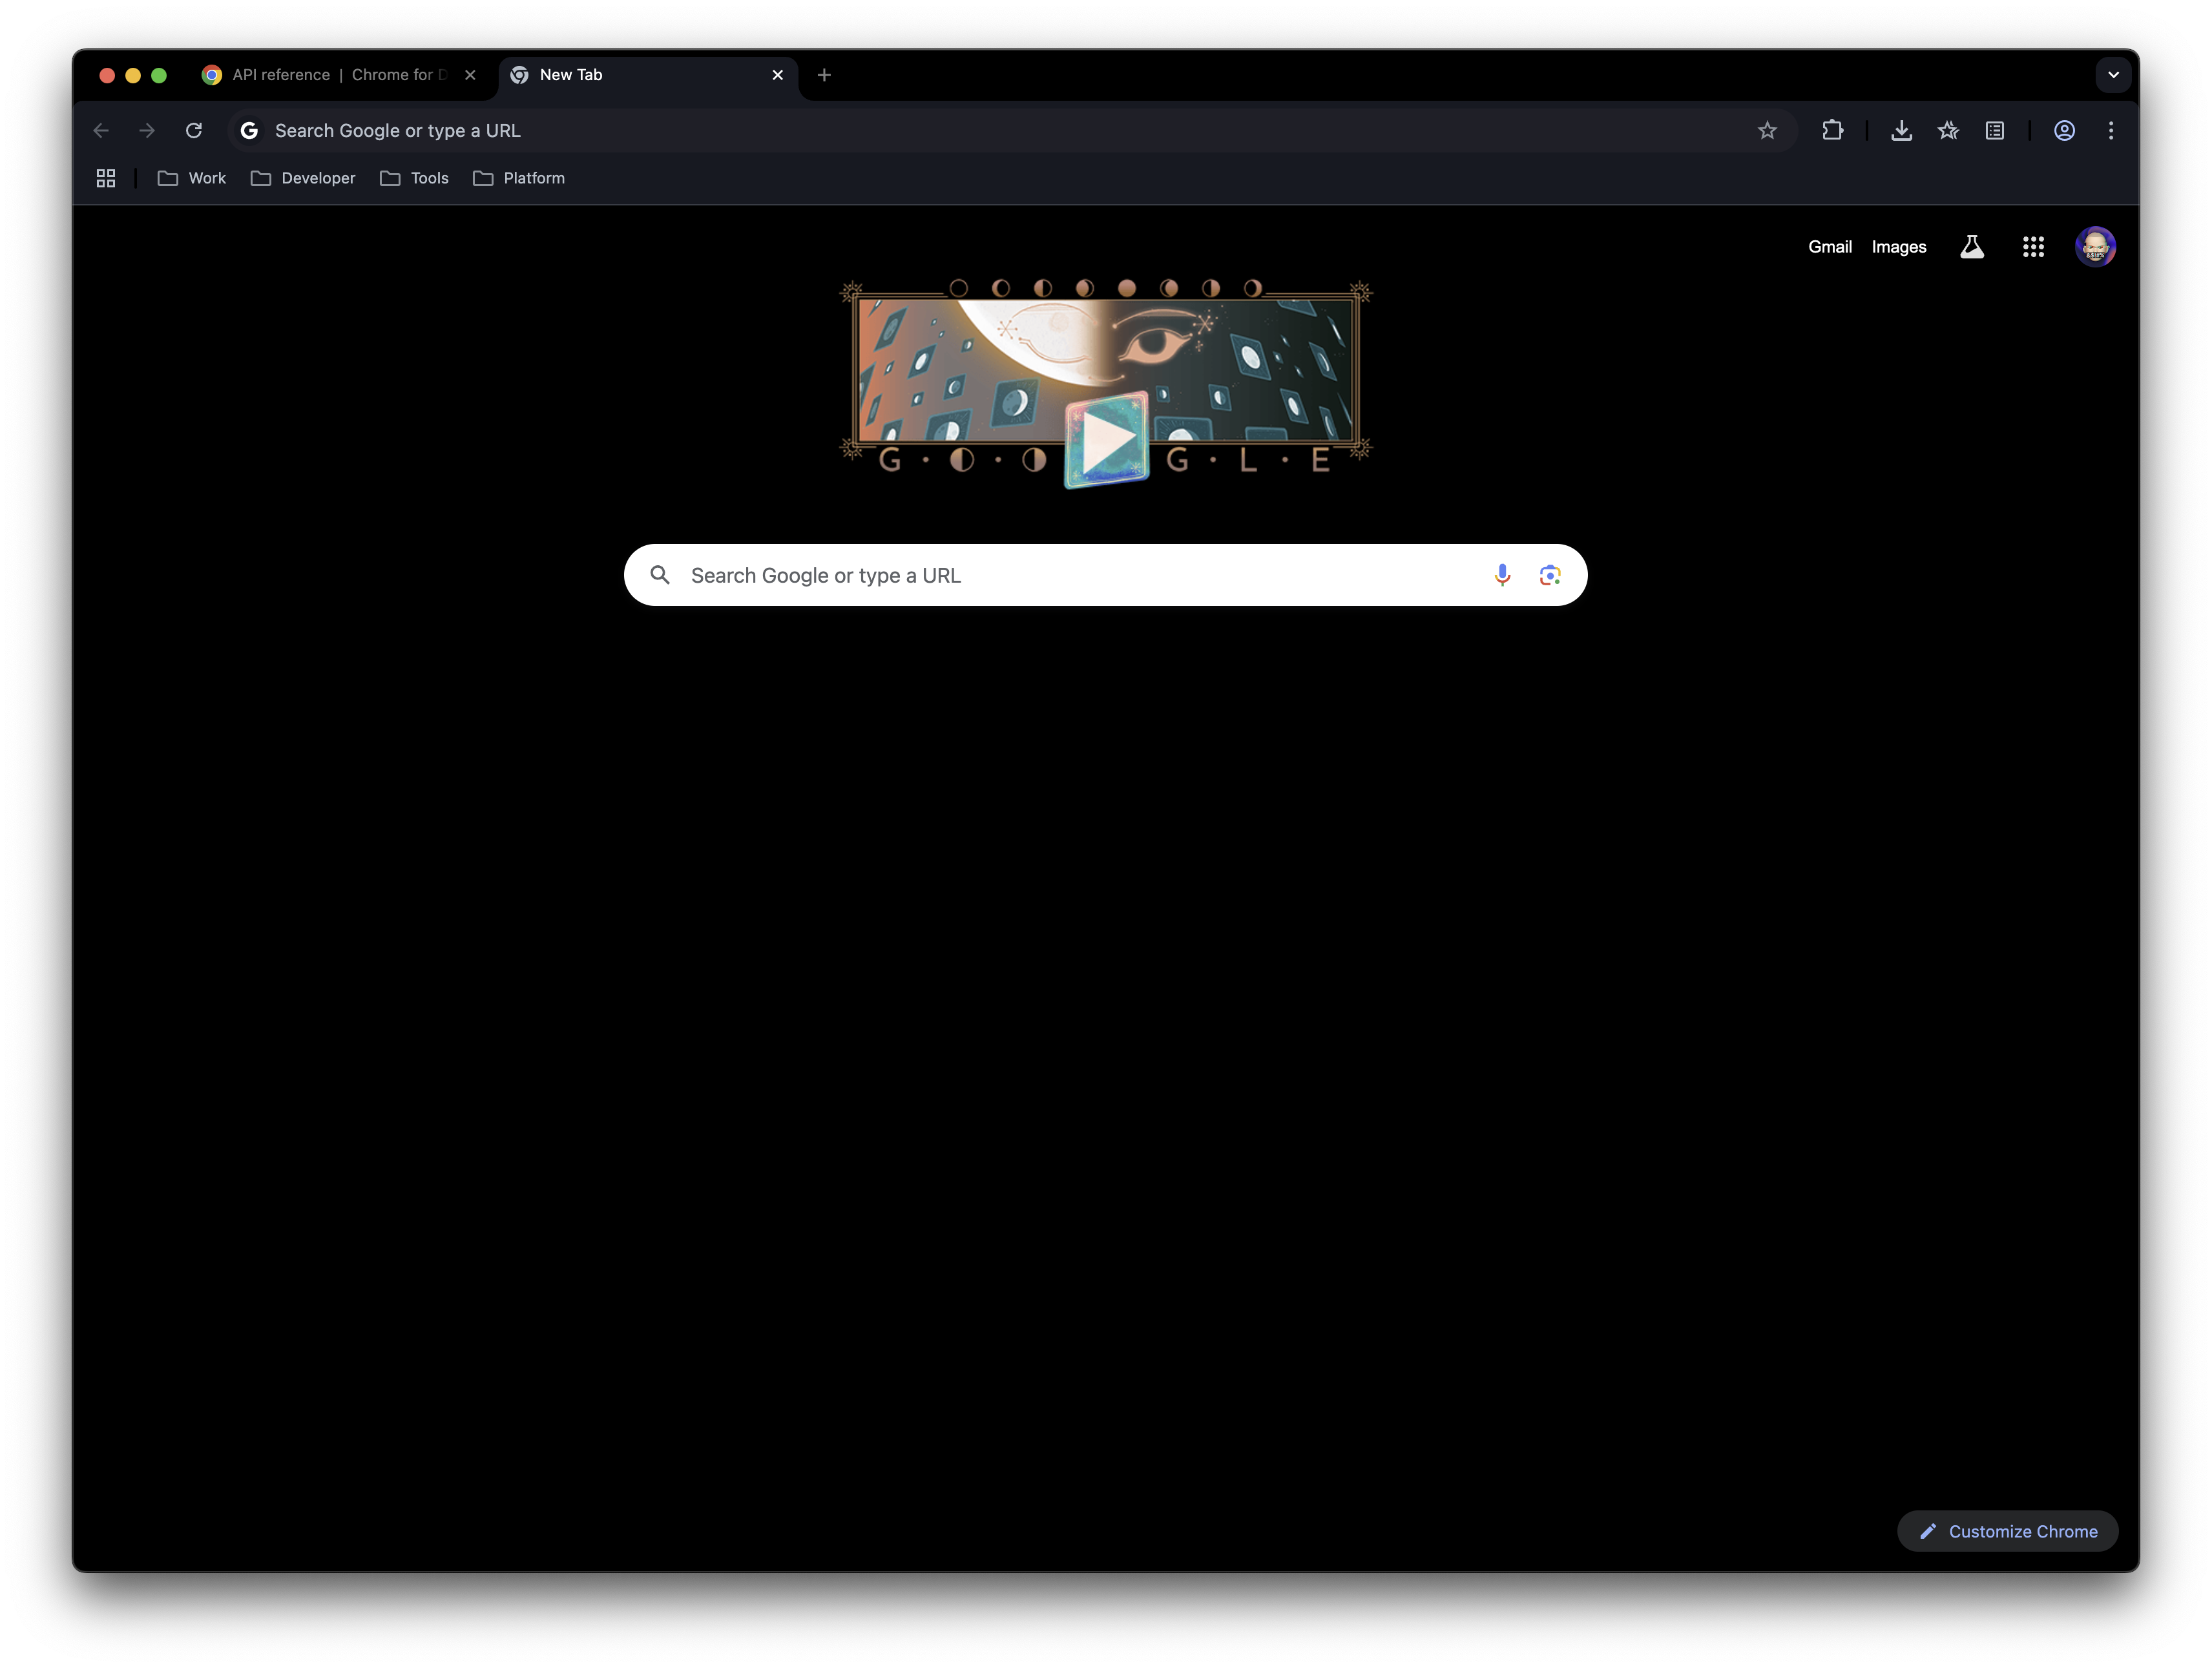 API reference | Chrome for D
New Tab
Search Google or type a URL
Work
Developer
Tools
Platform
Gmail
Images
G · O · O G · L · E
Search Google or type a URL
Customize Chrome